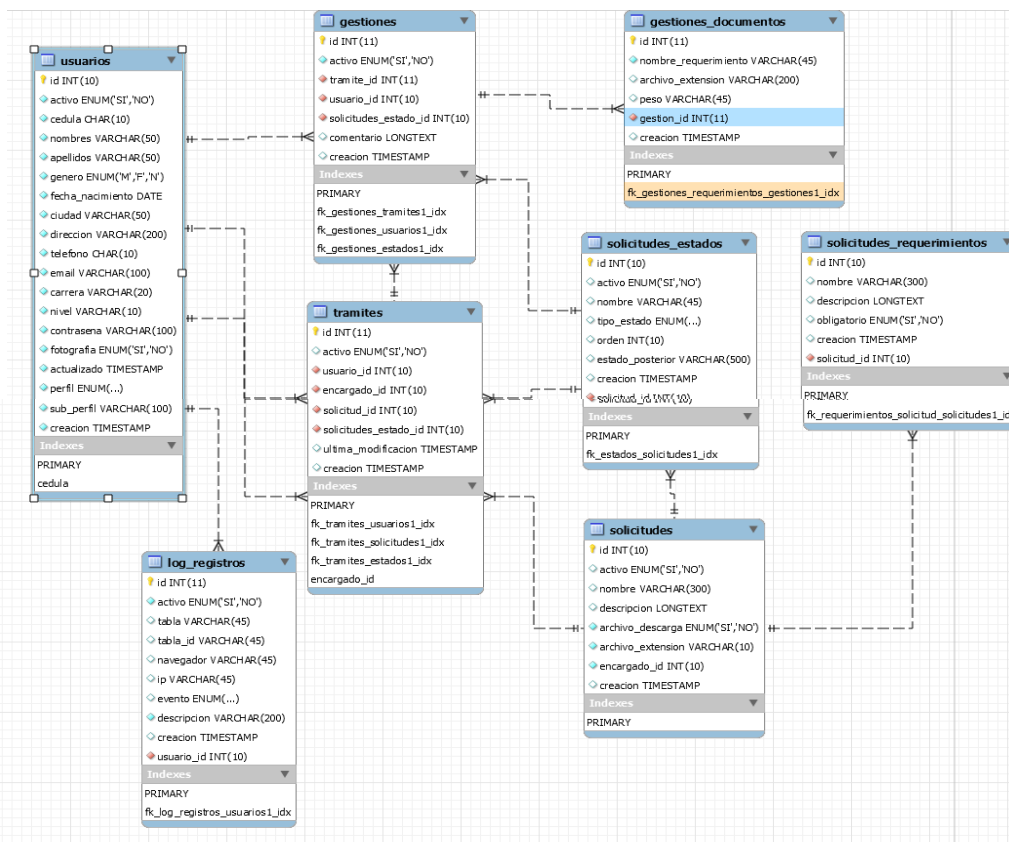 usuarios
id INT(10)
activo ENUM('SI','NO')
cedula CHAR(10)
nombres VARCHAR(50)
apellidos VARCHAR(50)
genero ENUM('M','F','N')
fecha_nacimiento DATE
ciudad VARCHAR(50)
direccion VARCHAR(200)
telefono CHAR(10)
email VARCHAR(100)
carrera VARCHAR(20)
nivel VARCHAR(10)
contrasena VARCHAR(100)
fotografia ENUM('SI','NO')
actualizado TIMESTAMP
perfil ENUM(...)
sub_perfil VARCHAR(100)
creacion TIMESTAMP
Indexes
PRIMARY
cedula
gestiones
id INT(11)
activo ENUM('SI','NO')
tramite_id INT(11)
usuario_id INT(10)
solicitudes_estado_id INT(10)
comentario LONGTEXT
creacion TIMESTAMP
Indexes
PRIMARY
fk_gestiones_tramites1_idx
fk_gestiones_usuarios1_idx
fk_gestiones_estados1_idx
gestiones_documentos
id INT(11)
nombre_requerimiento VARCHAR(45)
archivo_extension VARCHAR(200)
peso VARCHAR(45)
gestion_id INT(11)
creacion TIMESTAMP
Indexes
PRIMARY
fk_gestiones_requerimientos_gestiones1_idx
solicitudes_estados
id INT(10)
activo ENUM('SI','NO')
nombre VARCHAR(45)
tipo_estado ENUM(...)
orden INT(10)
estado_posterior VARCHAR(500)
creacion TIMESTAMP
solicitud_id INT(10)
Indexes
PRIMARY
fk_estados_solicitudes1_idx
solicitudes_requerimientos
id INT(10)
nombre VARCHAR(300)
descripcion LONGTEXT
obligatorio ENUM('SI','NO')
creacion TIMESTAMP
solicitud_id INT(10)
Indexes
PRIMARY
fk_requerimientos_solicitud_solicitudes1_id
tramites
id INT(11)
activo ENUM('SI','NO')
usuario_id INT(10)
encargado_id INT(10)
solicitud_id INT(10)
solicitudes_estado_id INT(10)
ultima_modificacion TIMESTAMP
creacion TIMESTAMP
Indexes
PRIMARY
fk_tramites_usuarios1_idx
fk_tramites_solicitudes1_idx
fk_tramites_estados1_idx
encargado_id
solicitudes
id INT(10)
activo ENUM('SI','NO')
nombre VARCHAR(300)
descripcion LONGTEXT
archivo_descarga ENUM('SI','NO')
archivo_extension VARCHAR(10)
encargado_id INT(10)
creacion TIMESTAMP
Indexes
PRIMARY
log_registros
id INT(11)
activo ENUM('SI','NO')
tabla VARCHAR(45)
tabla_id VARCHAR(45)
navegador VARCHAR(45)
ip VARCHAR(45)
evento ENUM(...)
descripcion VARCHAR(200)
creacion TIMESTAMP
usuario_id INT(10)
Indexes
PRIMARY
fk_log_registros_usuarios1_idx